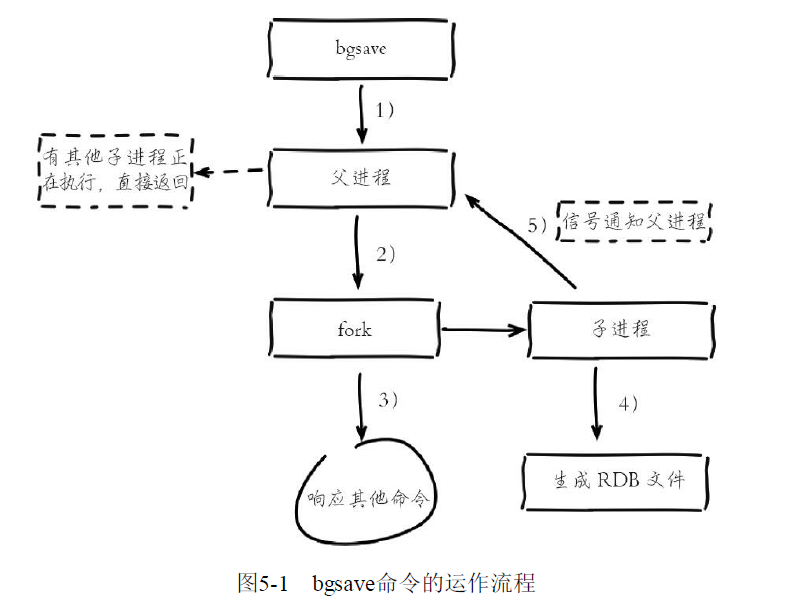 bgsave
1)
有其他子进程正
在执行，直接返回
父进程
5)
信号通知父进程
2)
fork
子进程
3)
4)
响应其他命令
生成 RDB 文件
图5-1 bgsave命令的运作流程